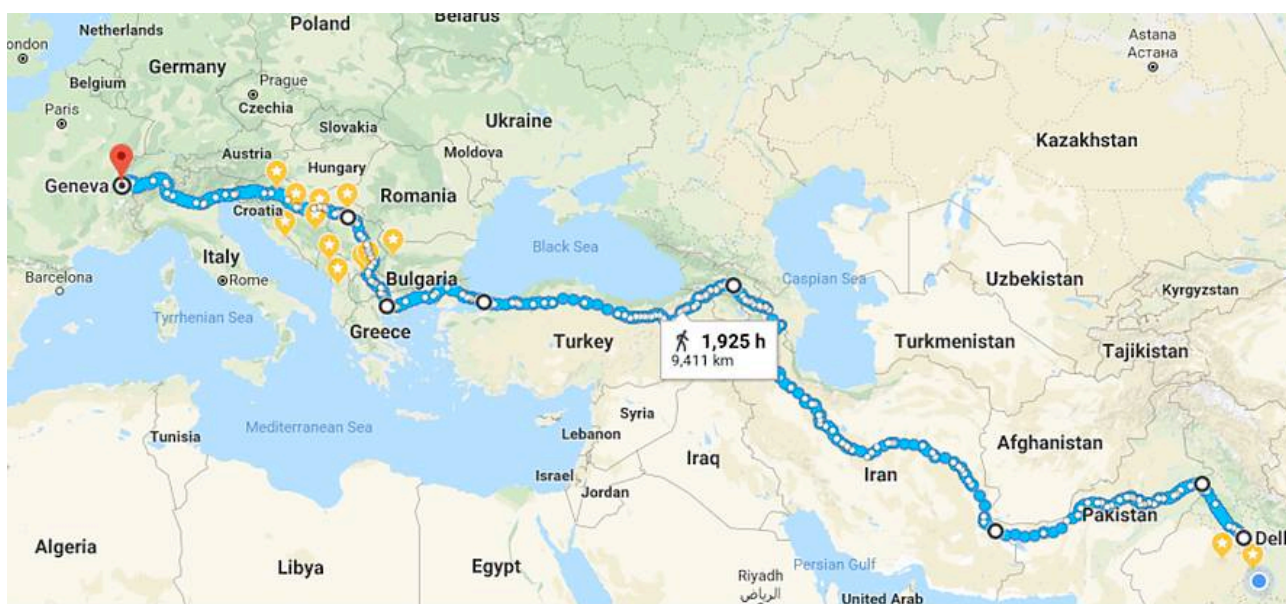 Netherlands
Poland
Belarus
ondon
Germany
Belgium
Prague
Czechia
Paris
Slovakia
Ukraine
Astana
Астана
Kazakhstan
Austria
Hungary
Moldova
Geneva
Romania
Croatia
Italy
Rome
Barcelona
Bulgaria
Black Sea
Caspian Sea
Uzbekistan
Kyrgyzstan
Tyrrhenian Sea
Greece
Turkey
1,925 h
9,411 km
Turkmenistan
Tajikistan
Tunisia
Mediterranean Sea
Syria
Lebanon
Iraq
Afghanistan
Israel
Jordan
Iran
Pakistan
Delh
Algeria
Libya
Egypt
Persian Gulf
Riyadh
الرياض
United Arab